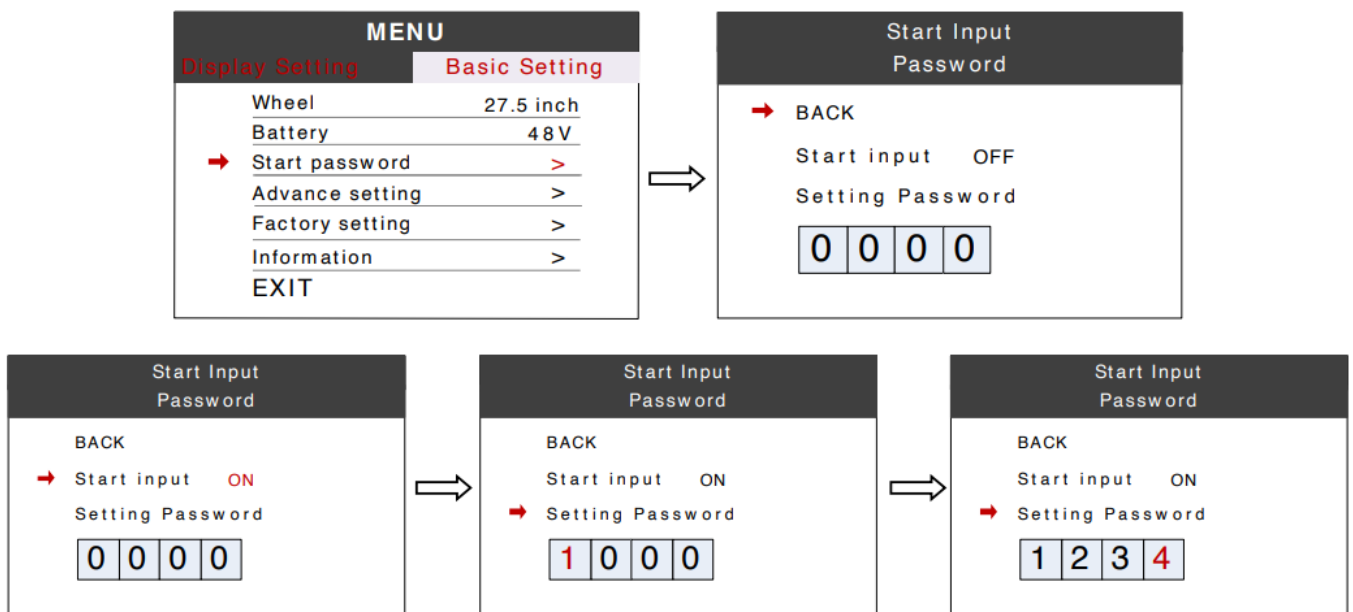 MENU
Display Setting Basic Setting
Wheel 27.5 inch
Battery 48V
Start password >
Advance setting >
Factory setting >
Information >
EXIT
Start Input
Password
BACK
Start input OFF
Setting Password
0 0 0 0
Start Input
Password
BACK
Start input ON
Setting Password
0 0 0 0
Start Input
Password
BACK
Start input ON
Setting Password
1 0 0 0
Start Input
Password
BACK
Start input ON
Setting Password
1 2 3 4